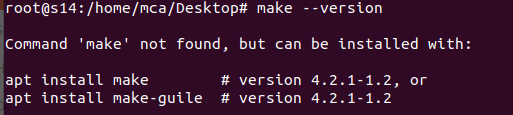 root@s14:/home/mca/Desktop# make --version
Command 'make' not found, but can be installed with:
apt install make        # version 4.2.1-1.2, or
apt install make-guile  # version 4.2.1-1.2